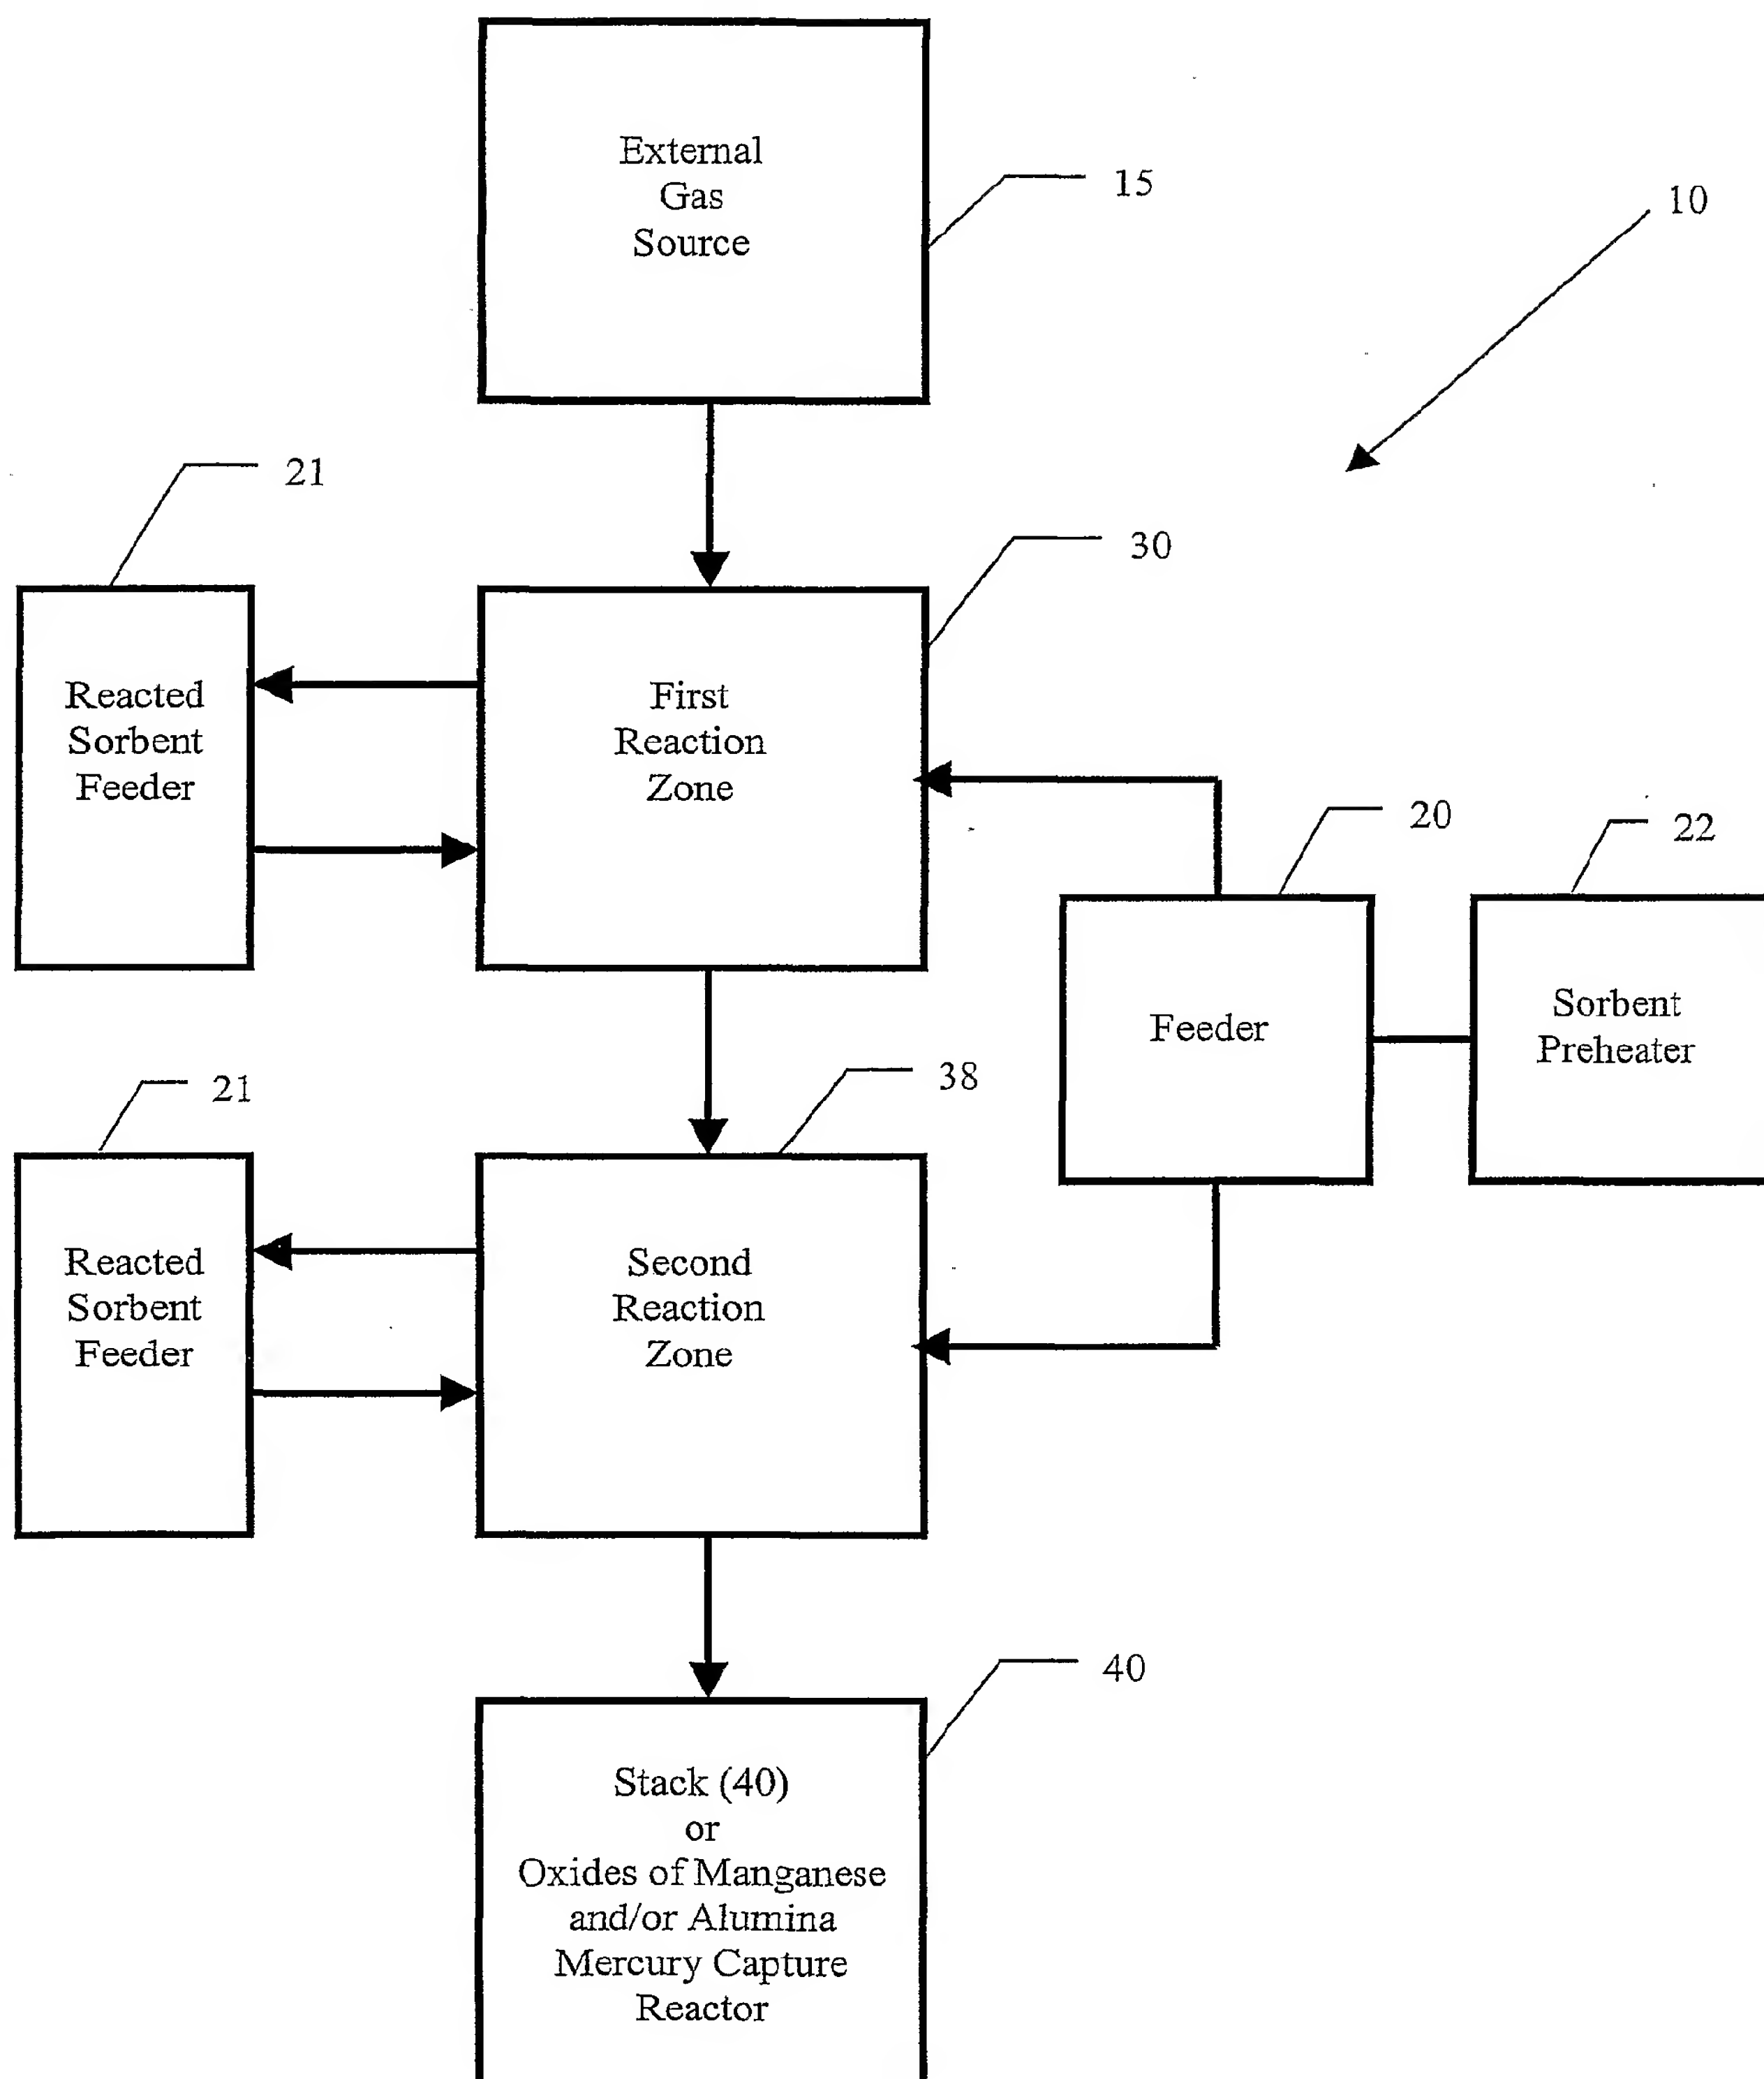 External
Gas
Source
15
10
21
30
Reacted
Sorbent
Feeder
First
Reaction
Zone
20
22
Feeder
Sorbent
Preheater
21
38
Reacted
Sorbent
Feeder
Second
Reaction
Zone
40
Stack (40)
or
Oxides of Manganese
and/or Alumina
Mercury Capture
Reactor